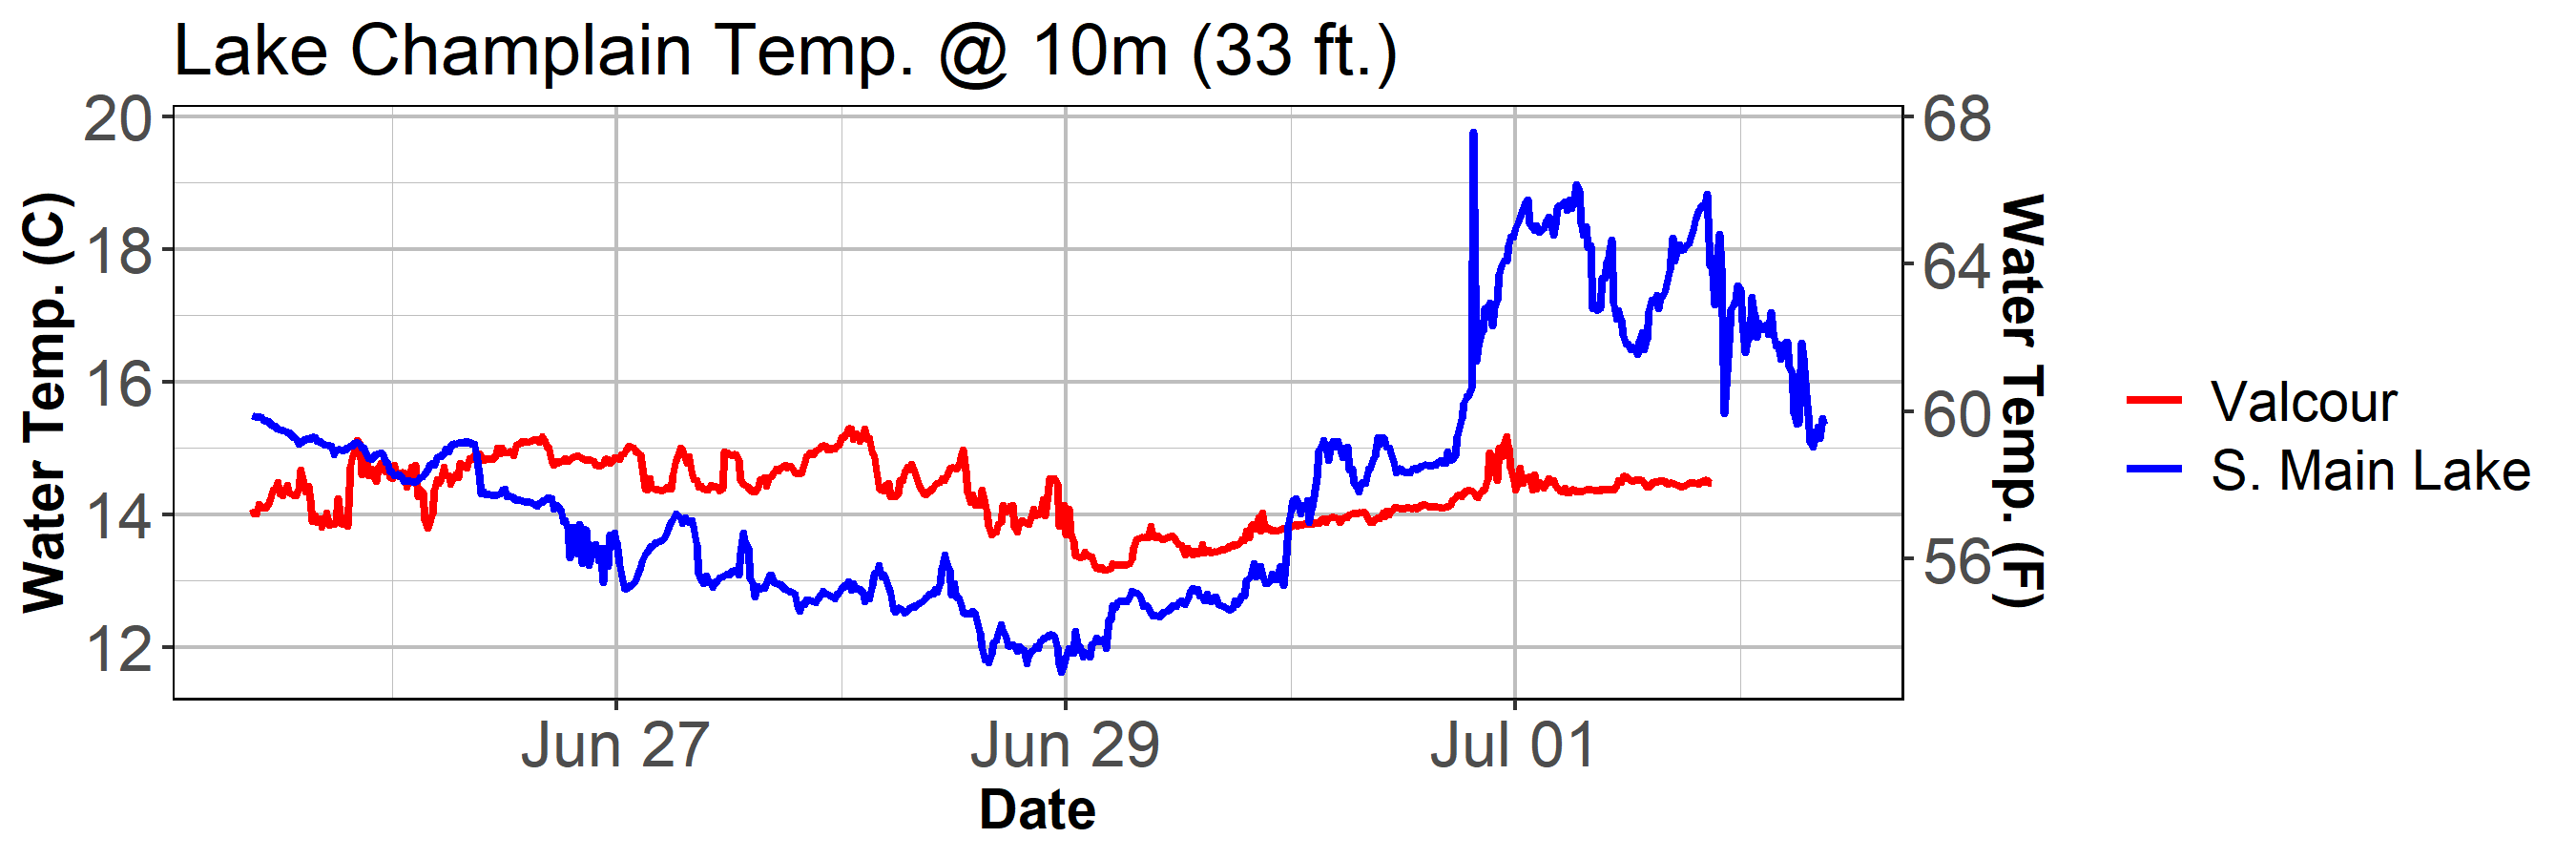 Lake Champlain Temp. @ 10m (33 ft.)
Water Temp. (C)
20
18
16
14
12
68
64
60
56
Water Temp. (F)
Jun 27
Jun 29
Jul 01
Date
Valcour
S. Main Lake